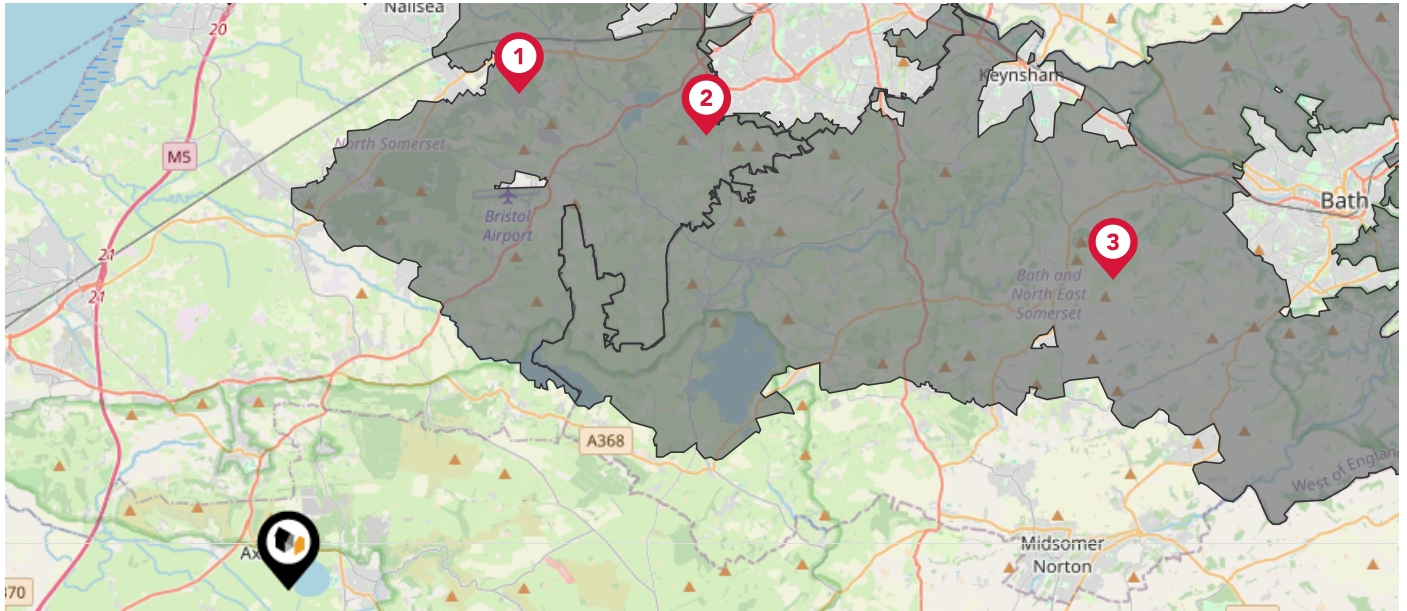 Nailsea
20
1
2
Keynsham
North Somerset
M5
Bristol
Airport
Bath
3
21
21
Bath and
North East
Somerset
A368
West of England
Ax
Midsomer
Norton
370